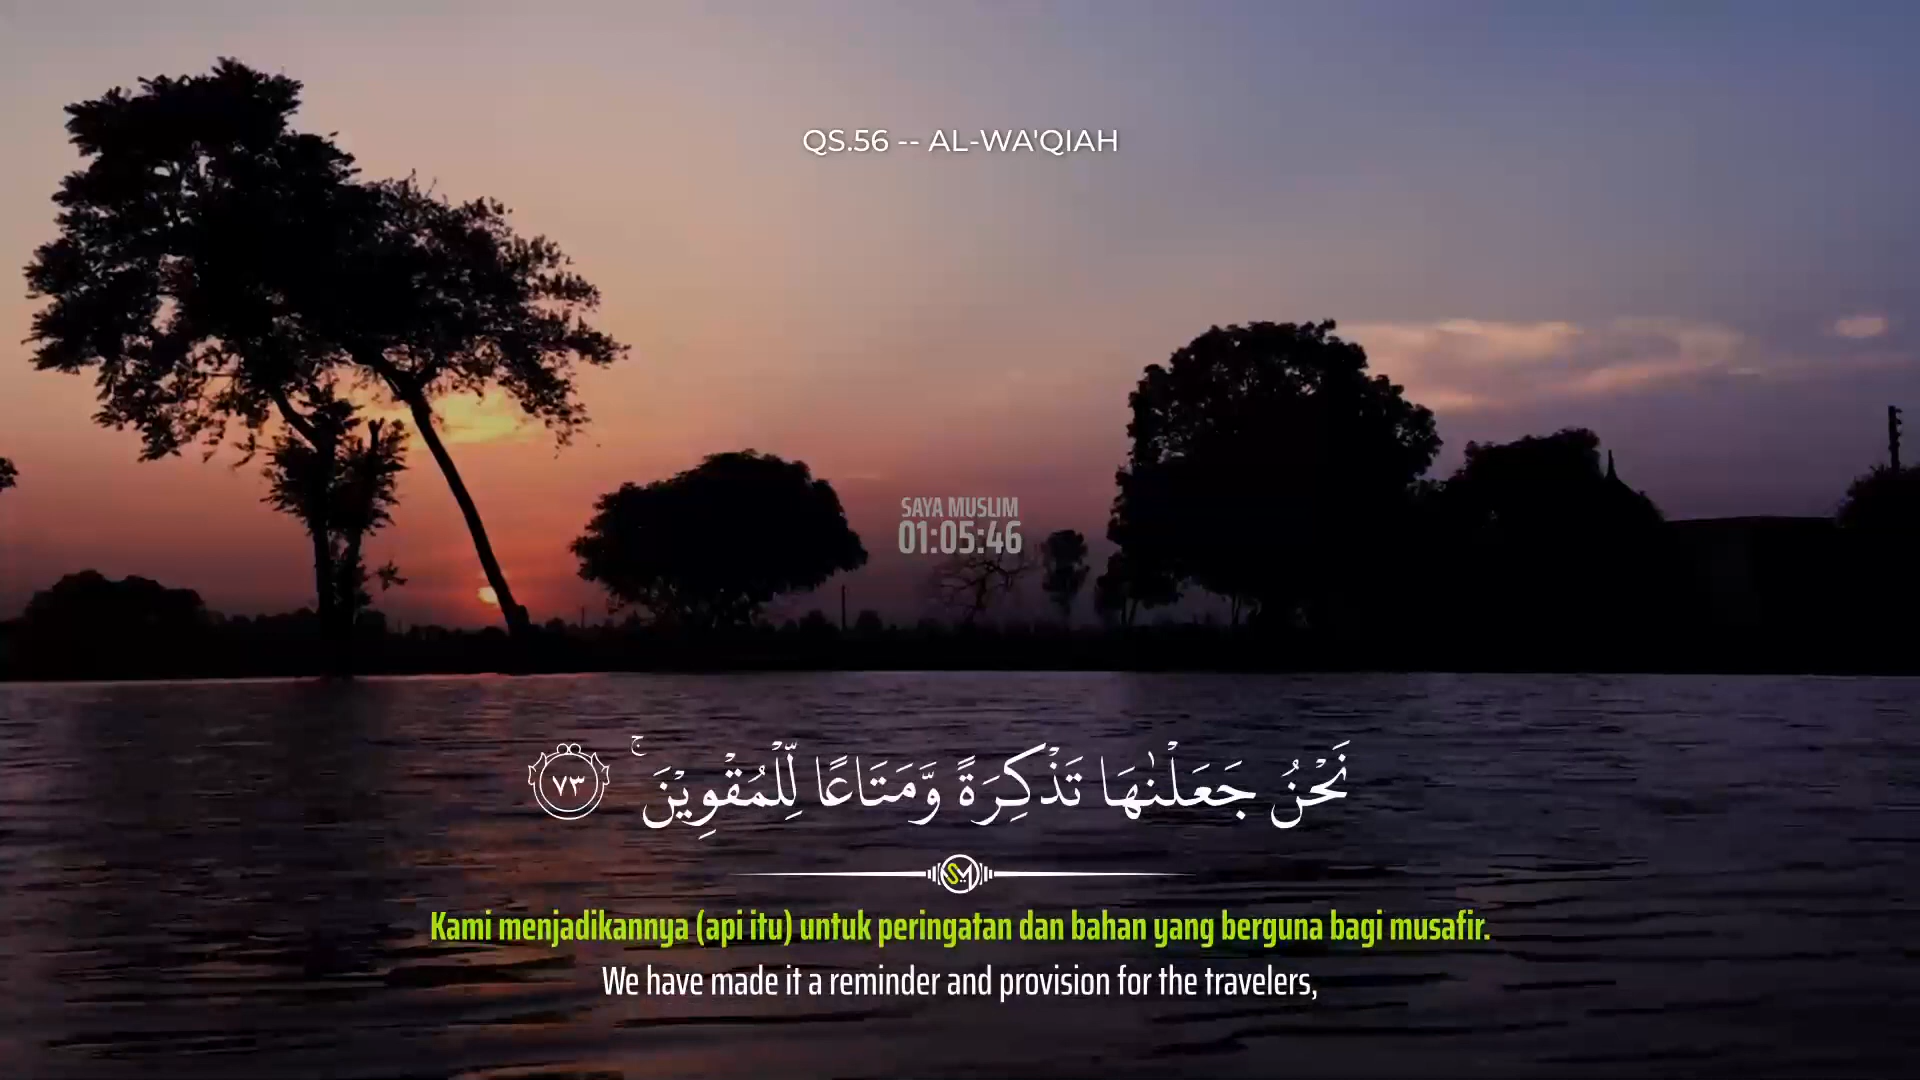 QS.56 -- AL-WA'QIAH
SAYA MUSLIM
01:05:46
نَحْنُ جَعَلْنٰهَا تَذْكِرَةً وَّمَتَاعًا لِّلْمُقْوِيْنَۚ ٧٣
SM
Kami menjadikannya (api itu) untuk peringatan dan bahan yang berguna bagi musafir.
We have made it a reminder and provision for the travelers,